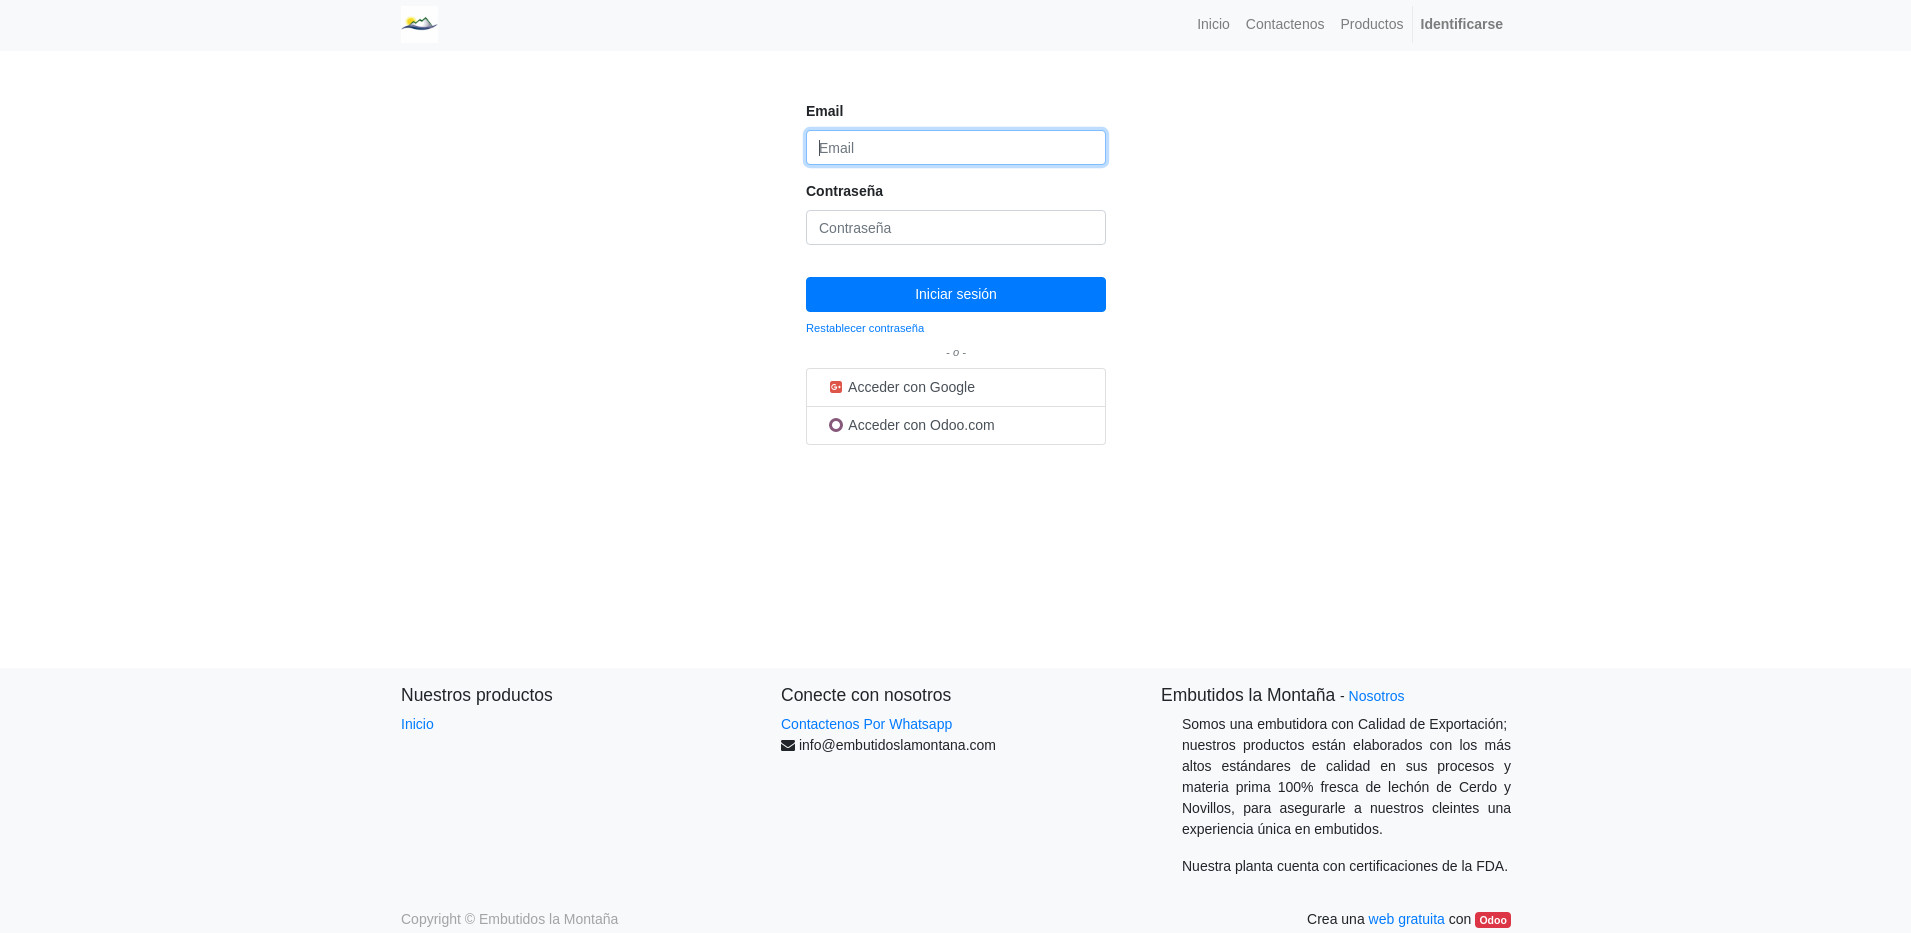 Inicio Contactenos Productos Identificarse
Email
Email
Contraseña
Contraseña
Iniciar sesión
Restablecer contraseña
- o -
Acceder con Google
Acceder con Odoo.com
Nuestros productos
Inicio
Conecte con nosotros
Contactenos Por Whatsapp
info@embutidoslamontana.com
Embutidos la Montaña - Nosotros
Somos una embutidora con Calidad de Exportación;
nuestros productos están elaborados con los más
altos estándares de calidad en sus procesos y
materia prima 100% fresca de lechón de Cerdo y
Novillos, para asegurarle a nuestros cleintes una
experiencia única en embutidos.
Nuestra planta cuenta con certificaciones de la FDA.
Copyright © Embutidos la Montaña
Crea una web gratuita con Odoo